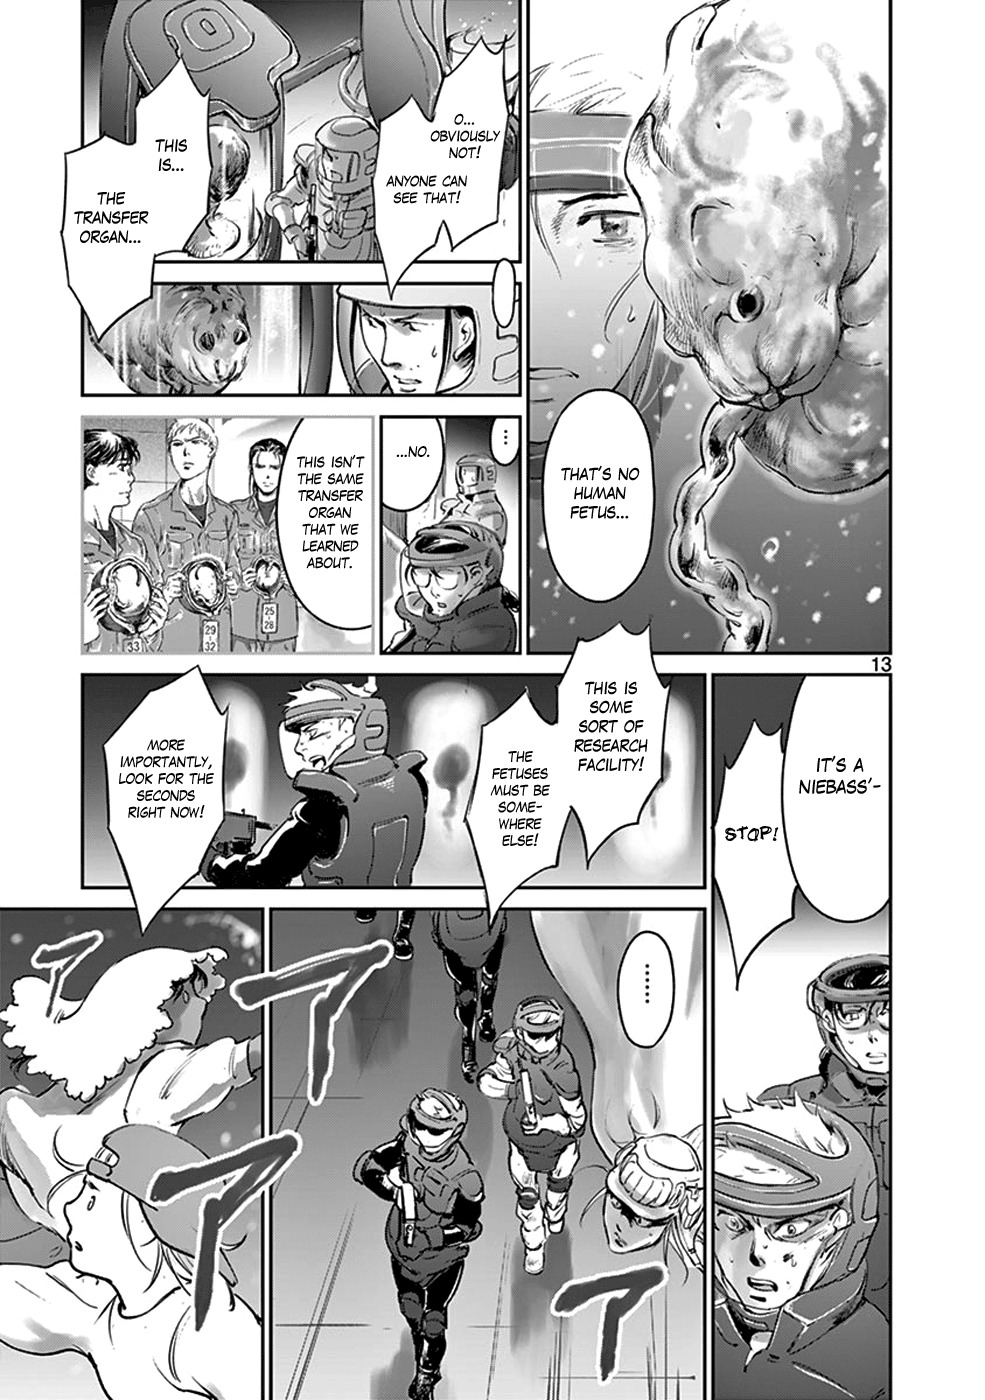 THAT'S NO
HUMAN
FETUS...
O...
OBVIOUSLY
NOT!
ANYONE CAN
SEE THAT!
THIS
IS...
THE
TRANSFER
ORGAN...
...
...NO.
THIS ISN'T
THE SAME
TRANSFER
ORGAN
THAT WE
LEARNED
ABOUT.
33
29
32
25
28
13
IT'S A
NIEBASS'-
STOP!
THIS IS
SOME
SORT OF
RESEARCH
FACILITY!
THE
FETUSES
MUST BE
SOME-
WHERE
ELSE!
MORE
IMPORTANTLY,
LOOK FOR THE
SECONDS
RIGHT NOW!
......
ア
ア
ア
ア